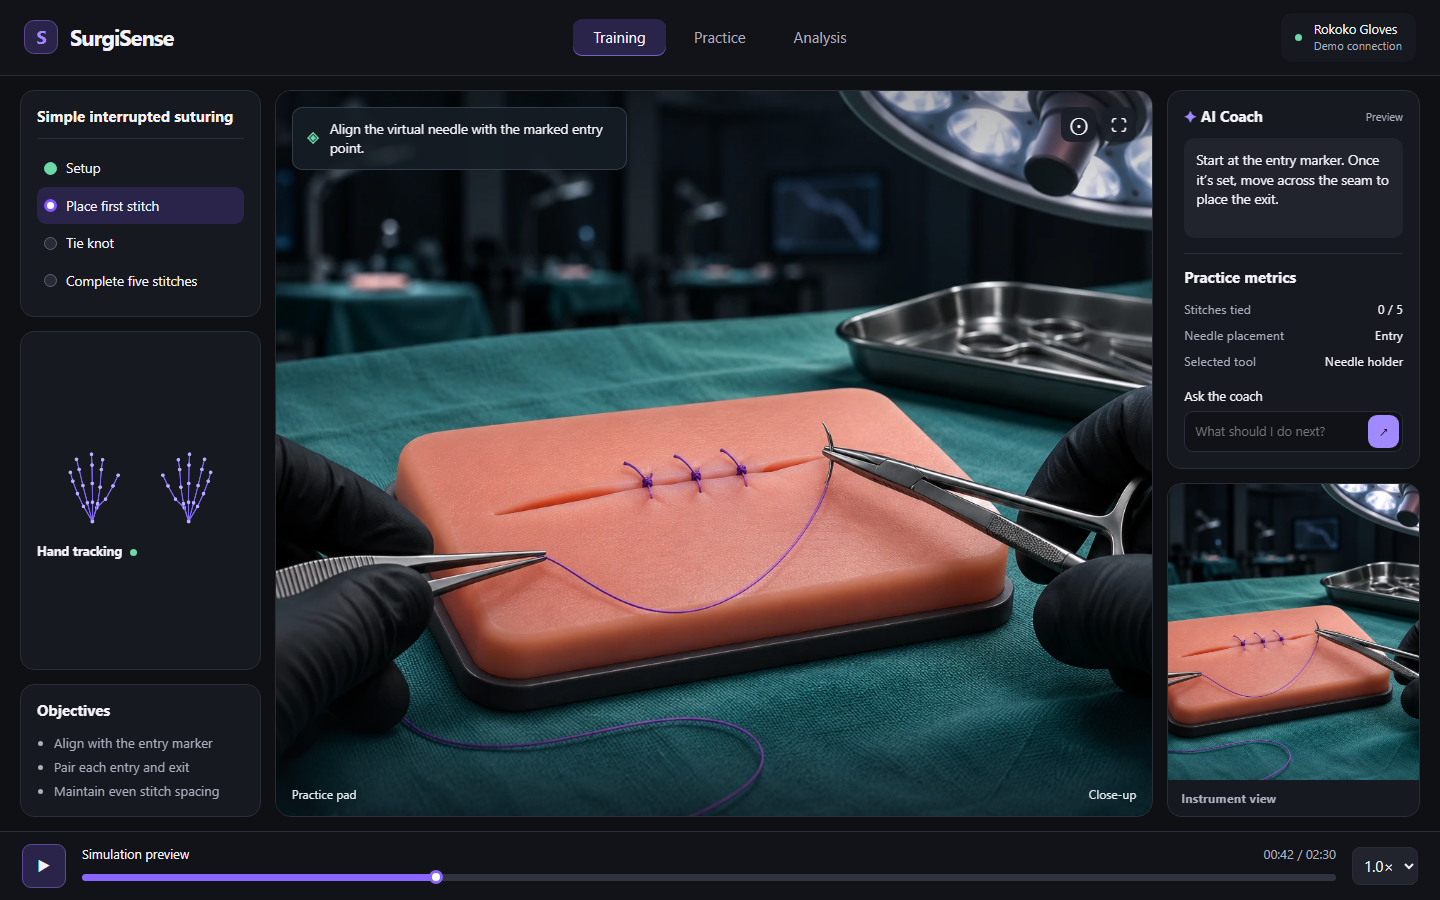 S SurgiSense
Training Practice Analysis
Rokoko Gloves
Demo connection
Simple interrupted suturing
Setup
Place first stitch
Tie knot
Complete five stitches
Hand tracking
Objectives
Align with the entry marker
Pair each entry and exit
Maintain even stitch spacing
Align the virtual needle with the marked entry
point.
Practice pad
Close-up
AI Coach Preview
Start at the entry marker. Once
it's set, move across the seam to
place the exit.
Practice metrics
Stitches tied 0 / 5
Needle placement Entry
Selected tool Needle holder
Ask the coach
What should I do next?
Instrument view
Simulation preview
00:42 / 02:30
1.0×